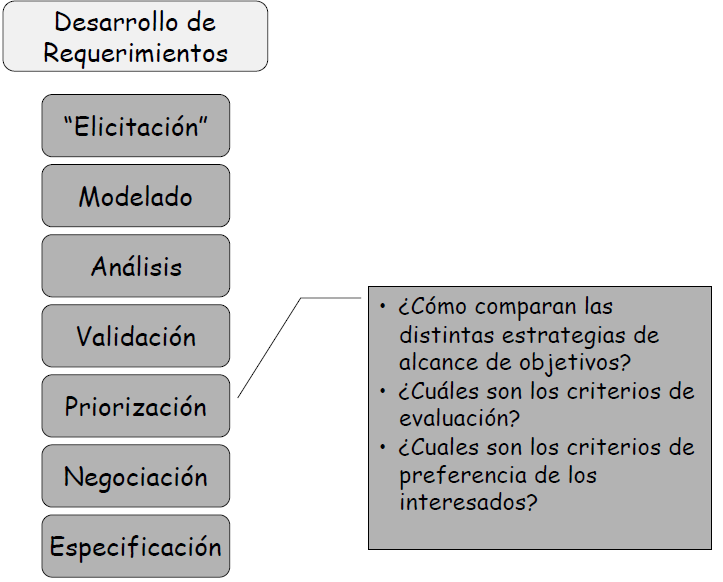 Desarrollo de
Requerimientos
“Elicitación”
Modelado
Análisis
Validación
Priorización
Negociación
Especificación
• ¿Cómo comparan las
distintas estrategias de
alcance de objetivos?
• ¿Cuáles son los criterios de
evaluación?
• ¿Cuales son los criterios de
preferencia de los
interesados?